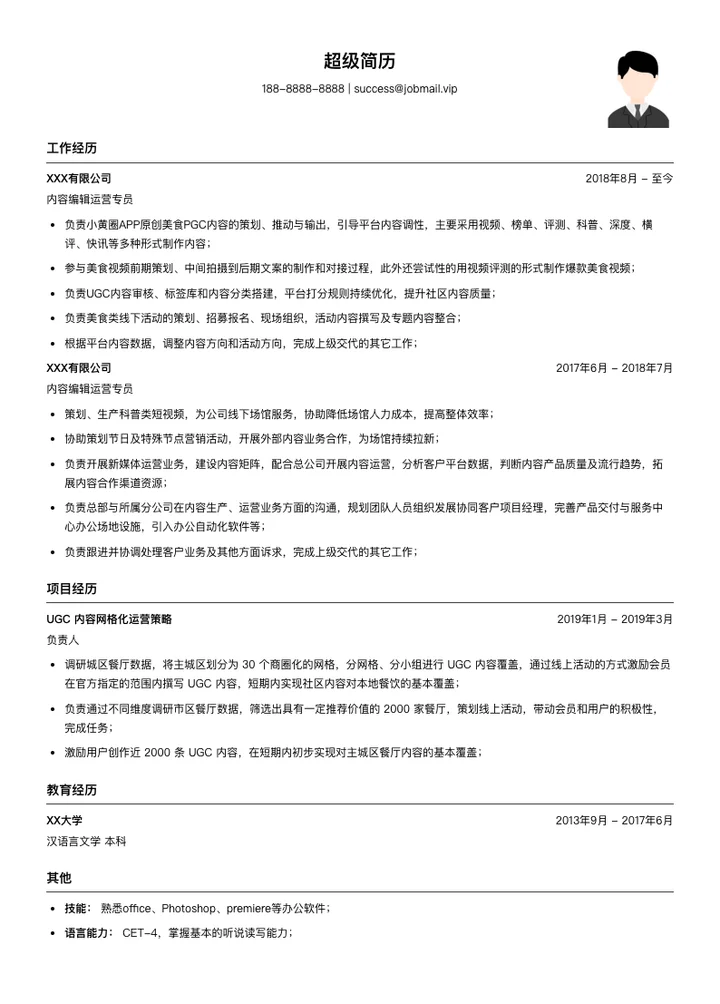 超级简历
188-8888-8888 | success@jobmail.vip
工作经历
XXX有限公司 2018年8月 – 至今
内容编辑运营专员
• 负责小黄圈APP原创美食PGC内容的策划、推动与输出，引导平台内容调性，主要采用视频、榜单、评测、科普、深度、横
评、快讯等多种形式制作内容；
• 参与美食视频前期策划、中间拍摄到后期文案的制作和对接过程，此外还尝试性的用视频评测的形式制作爆款美食视频；
• 负责UGC内容审核、标签库和内容分类搭建，平台打分规则持续优化，提升社区内容质量；
• 负责美食类线下活动的策划、招募报名、现场组织，活动内容撰写及专题内容整合；
• 根据平台内容数据，调整内容方向和活动方向，完成上级交代的其它工作；
XXX有限公司 2017年6月 – 2018年7月
内容编辑运营专员
• 策划、生产科普类短视频，为公司线下场馆服务，协助降低场馆人力成本，提高整体效率；
• 协助策划节日及特殊节点营销活动，开展外部内容业务合作，为场馆持续拉新；
• 负责开展新媒体运营业务，建设内容矩阵，配合总公司开展内容运营，分析客户平台数据，判断内容产品质量及流行趋势，拓
展内容合作渠道资源；
• 负责总部与所属分公司在内容生产、运营业务方面的沟通，规划团队人员组织发展协同客户项目经理，完善产品交付与服务中
心办公场地设施，引入办公自动化软件等；
• 负责跟进并协调处理客户业务及其他方面诉求，完成上级交代的其它工作；
项目经历
UGC 内容网格化运营策略 2019年1月 – 2019年3月
负责人
• 调研城区餐厅数据，将主城区划分为 30 个商圈化的网格，分网格、分小组进行 UGC 内容覆盖，通过线上活动的方式激励会员
在官方指定的范围内撰写 UGC 内容，短期内实现社区内容对本地餐饮的基本覆盖；
• 负责通过不同维度调研市区餐厅数据，筛选出具有一定推荐价值的 2000 家餐厅，策划线上活动，带动会员和用户的积极性，
完成任务；
• 激励用户创作近 2000 条 UGC 内容，在短期内初步实现对主城区餐厅内容的基本覆盖；
教育经历
XX大学 2013年9月 – 2017年6月
汉语言文学 本科
其他
• 技能： 熟悉office、Photoshop、premiere等办公软件；
• 语言能力： CET-4，掌握基本的听说读写能力；